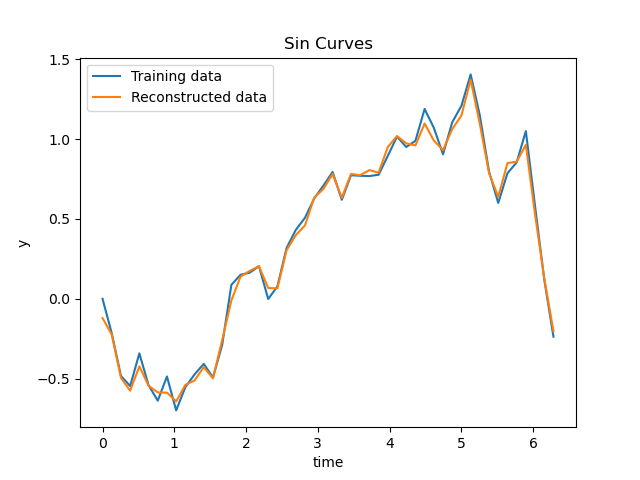 Sin Curves
Training data
Reconstructed data
1.5
1.0
0.5
0.0
−0.5
y
0 1 2 3 4 5 6
time